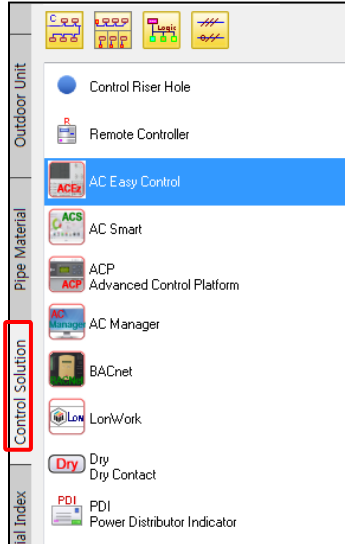 C
Logic
Outdoor Unit
Pipe Material
Control Solution
ial Index
Control Riser Hole
R
Remote Controller
ACEz
AC Easy Control
ACS
AC Smart
ACP
ACP
Advanced Control Platform
AC
Manager
AC Manager
BACnet
LON
LonWork
Dry
Dry
Dry Contact
PDI
PDI
Power Distributor Indicator